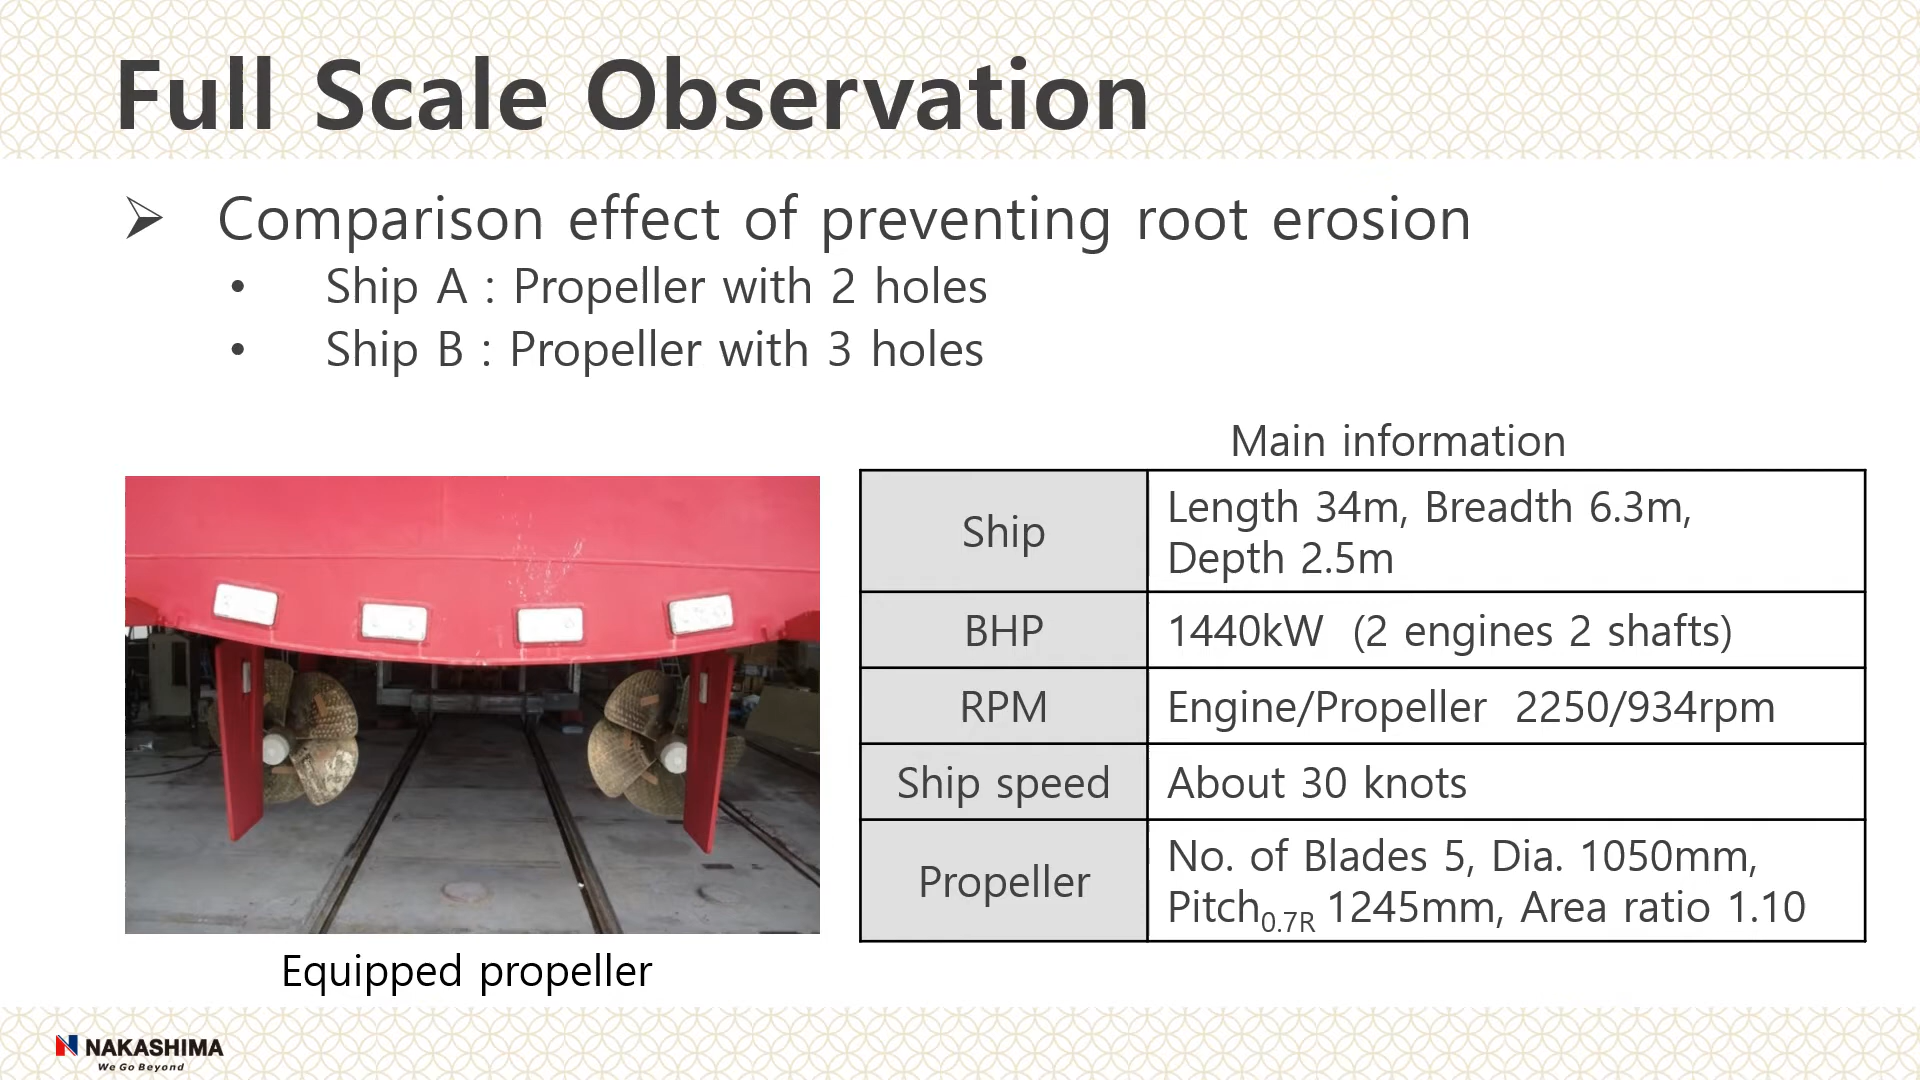 Full Scale Observation
➢ Comparison effect of preventing root erosion
• Ship A : Propeller with 2 holes
• Ship B : Propeller with 3 holes
Main information
Ship
Length 34m, Breadth 6.3m,
Depth 2.5m
BHP
1440kW (2 engines 2 shafts)
RPM
Engine/Propeller 2250/934rpm
Ship speed
About 30 knots
Propeller
No. of Blades 5, Dia. 1050mm,
Pitch0.7R 1245mm, Area ratio 1.10
Equipped propeller
NAKASHIMA
We Go Beyond